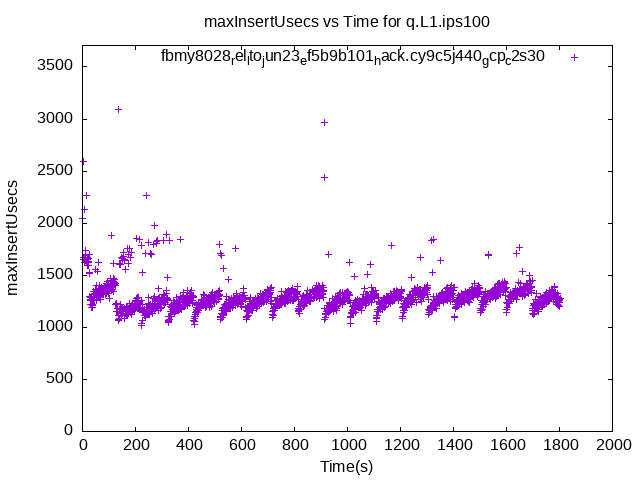 maxInsertUsecs vs Time for q.L1.ips100
fbmy8028relltojun23ef5b9b101hack.cy9c5j440gcpc2s30
3500
3000
2500
2000
1500
1000
500
0
maxInsertUsecs
0 200 400 600 800 1000 1200 1400 1600 1800 2000
Time(s)